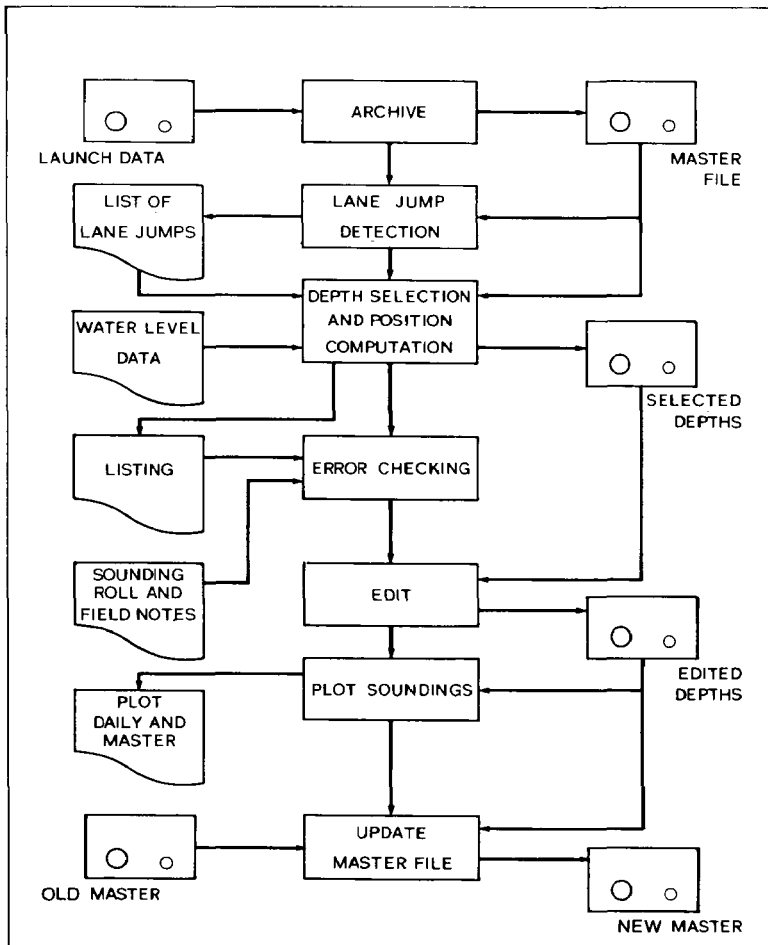 ARCHIVE
LAUNCH DATA
MASTER
FILE
LIST OF
LANE JUMPS
LANE JUMP
DETECTION
DEPTH SELECTION
AND POSITION
COMPUTATION
WATER LEVEL
DATA
SELECTED
DEPTHS
LISTING
ERROR CHECKING
SOUNDING
ROLL AND
FIELD NOTES
EDIT
EDITED
DEPTHS
PLOT SOUNDINGS
PLOT
DAILY AND
MASTER
UPDATE
MASTER FILE
OLD MASTER
NEW MASTER